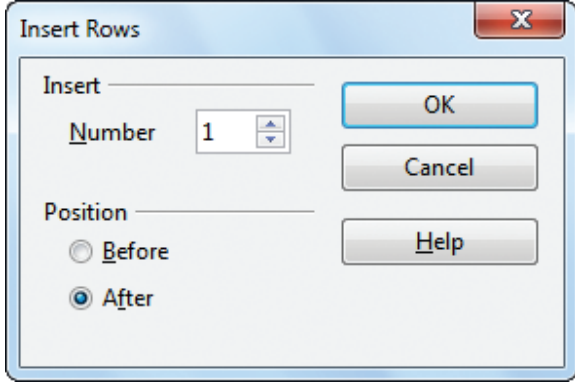 Insert Rows
Insert
Number 1
Position
Before
After
OK
Cancel
Help